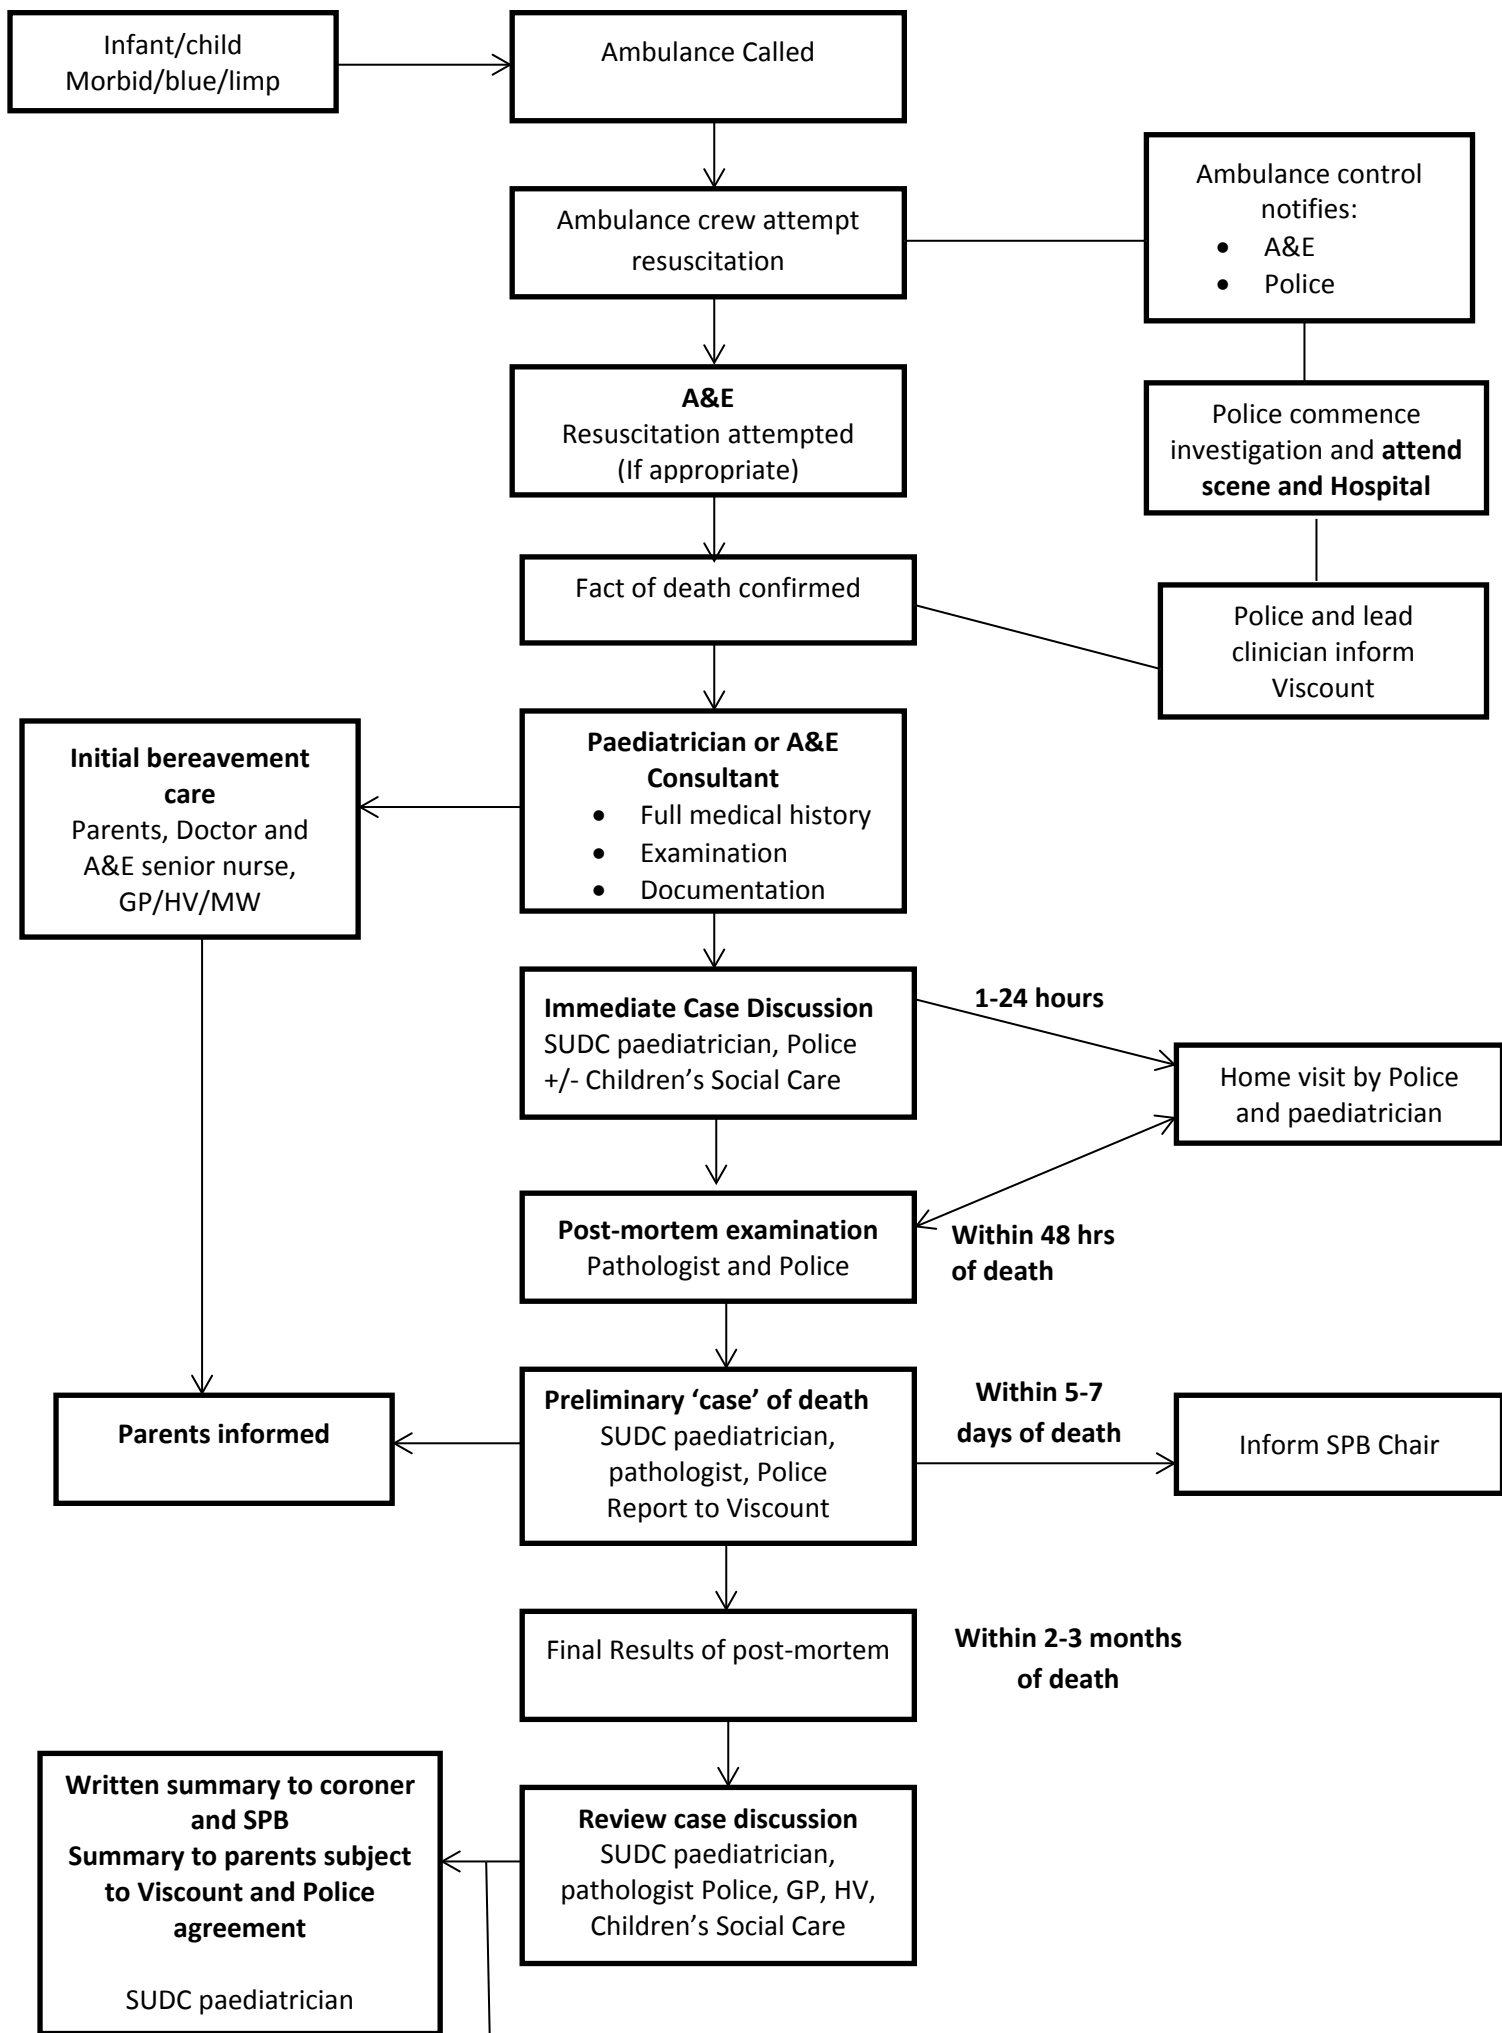 Infant/child
Morbid/blue/limp
Ambulance Called
Ambulance crew attempt
resuscitation
Ambulance control
notifies:
• A&E
• Police
A&E
Resuscitation attempted
(If appropriate)
Police commence
investigation and attend
scene and Hospital
Fact of death confirmed
Police and lead
clinician inform
Viscount
Initial bereavement
care
Parents, Doctor and
A&E senior nurse,
GP/HV/MW
Paediatrician or A&E
Consultant
• Full medical history
• Examination
• Documentation
Immediate Case Discussion
SUDC paediatrician, Police
+/- Children’s Social Care
1-24 hours
Home visit by Police
and paediatrician
Post-mortem examination
Pathologist and Police
Within 48 hrs
of death
Parents informed
Preliminary ‘case’ of death
SUDC paediatrician,
pathologist, Police
Report to Viscount
Within 5-7
days of death
Inform SPB Chair
Final Results of post-mortem
Within 2-3 months
of death
Written summary to coroner
and SPB
Summary to parents subject
to Viscount and Police
agreement
SUDC paediatrician
Review case discussion
SUDC paediatrician,
pathologist Police, GP, HV,
Children’s Social Care